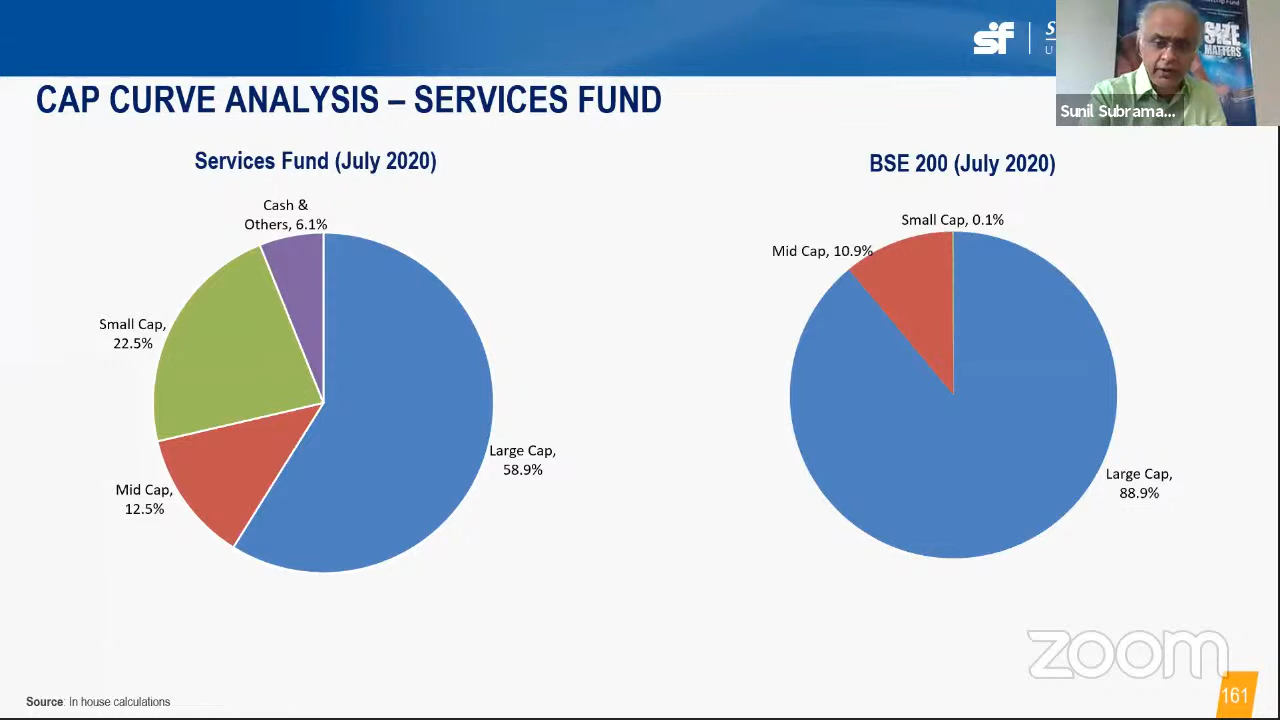 sf
S
U
SIZE
MATTERS
Sunil Subrama...
CAP CURVE ANALYSIS – SERVICES FUND
Services Fund (July 2020)
Cash &
Others, 6.1%
Small Cap,
22.5%
Mid Cap,
12.5%
Large Cap,
58.9%
BSE 200 (July 2020)
Small Cap, 0.1%
Mid Cap, 10.9%
Large Cap,
88.9%
zoom
Source: In house calculations
161